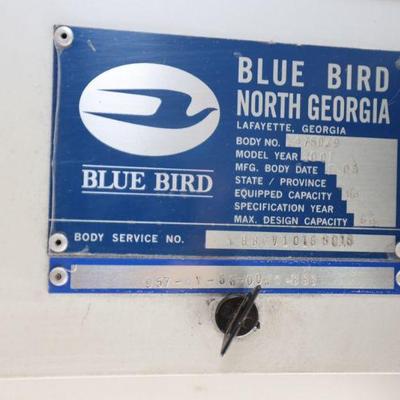 BLUE BIRD
NORTH GEORGIA
LAFAYETTE, GEORGIA
BODY NO.
MODEL YEAR
MFG. BODY DATE
STATE / PROVINCE
EQUIPPED CAPACITY
SPECIFICATION YEAR
MAX. DESIGN CAPACITY
BLUE BIRD
BODY SERVICE NO.